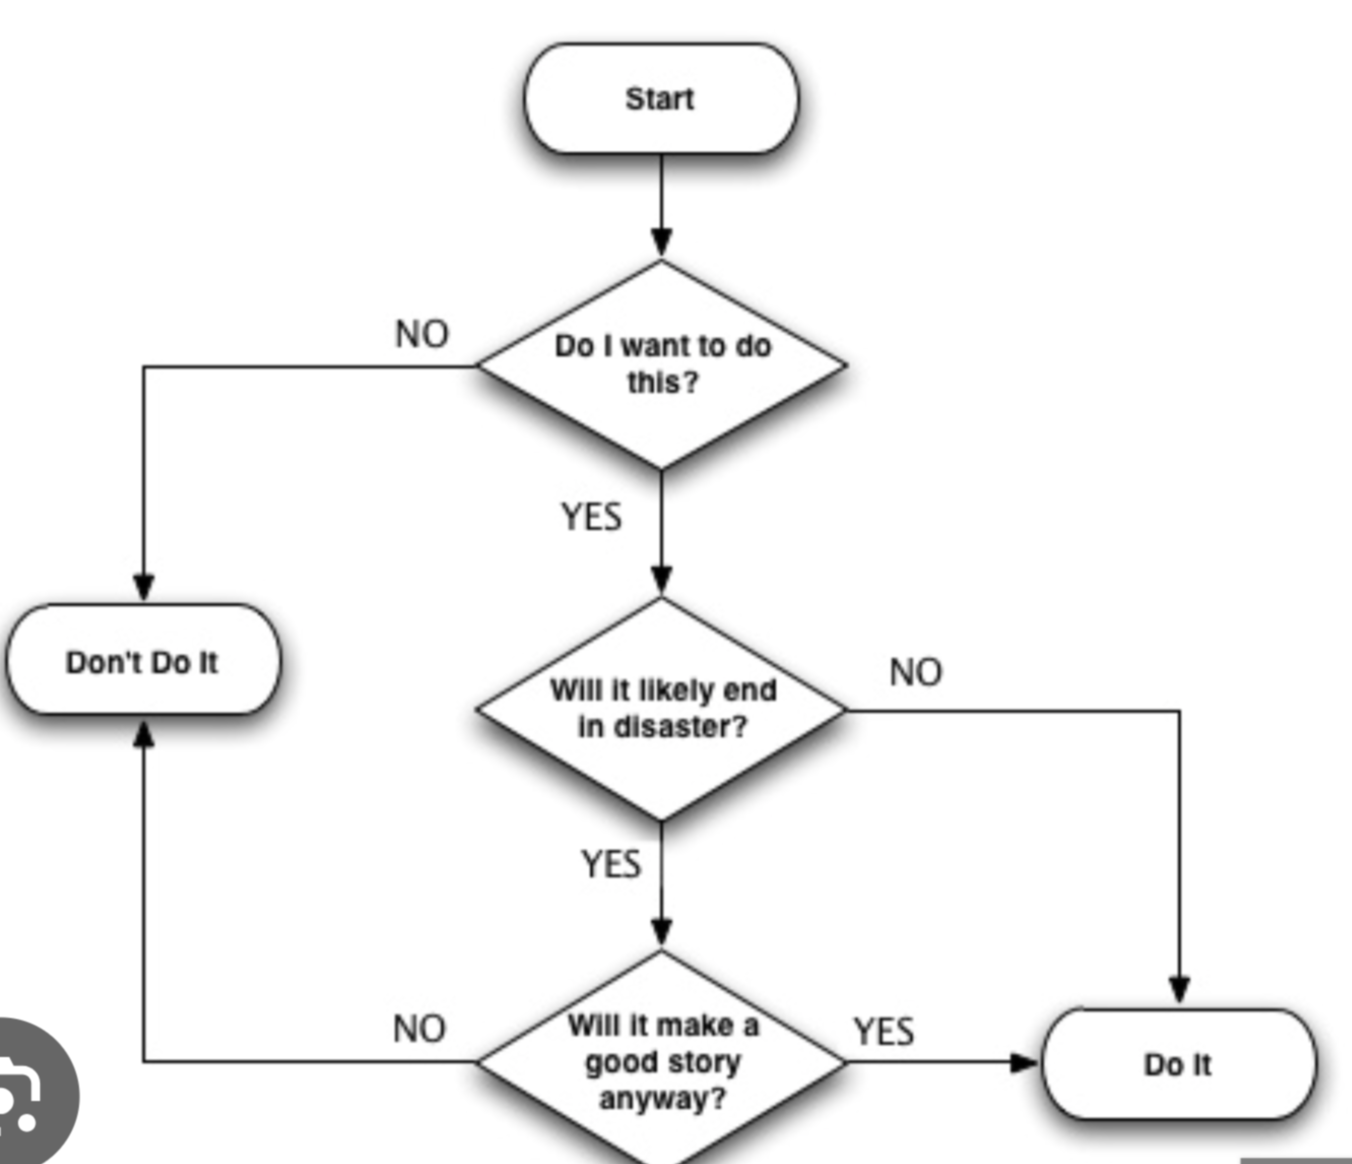 Start
NO
Do I want to do
this?
YES
Don't Do It
Will it likely end
in disaster?
NO
YES
NO
Will it make a
good story
anyway?
YES
Do It